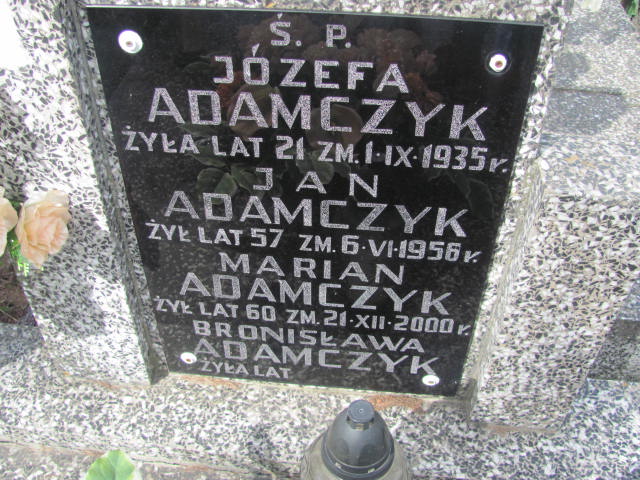 Ś. P.
JÓZEFA
ADAMCZYK
ŻYŁA LAT 21 ZM. 1·IX·1935 r.
JAN
ADAMCZYK
ŻYŁ LAT 57 ZM. 6·VI·1958 r.
MARIAN
ADAMCZYK
ŻYŁ LAT 60 ZM. 21·XII·2000 r.
BRONISŁAWA
ADAMCZYK
ŻYŁA LAT